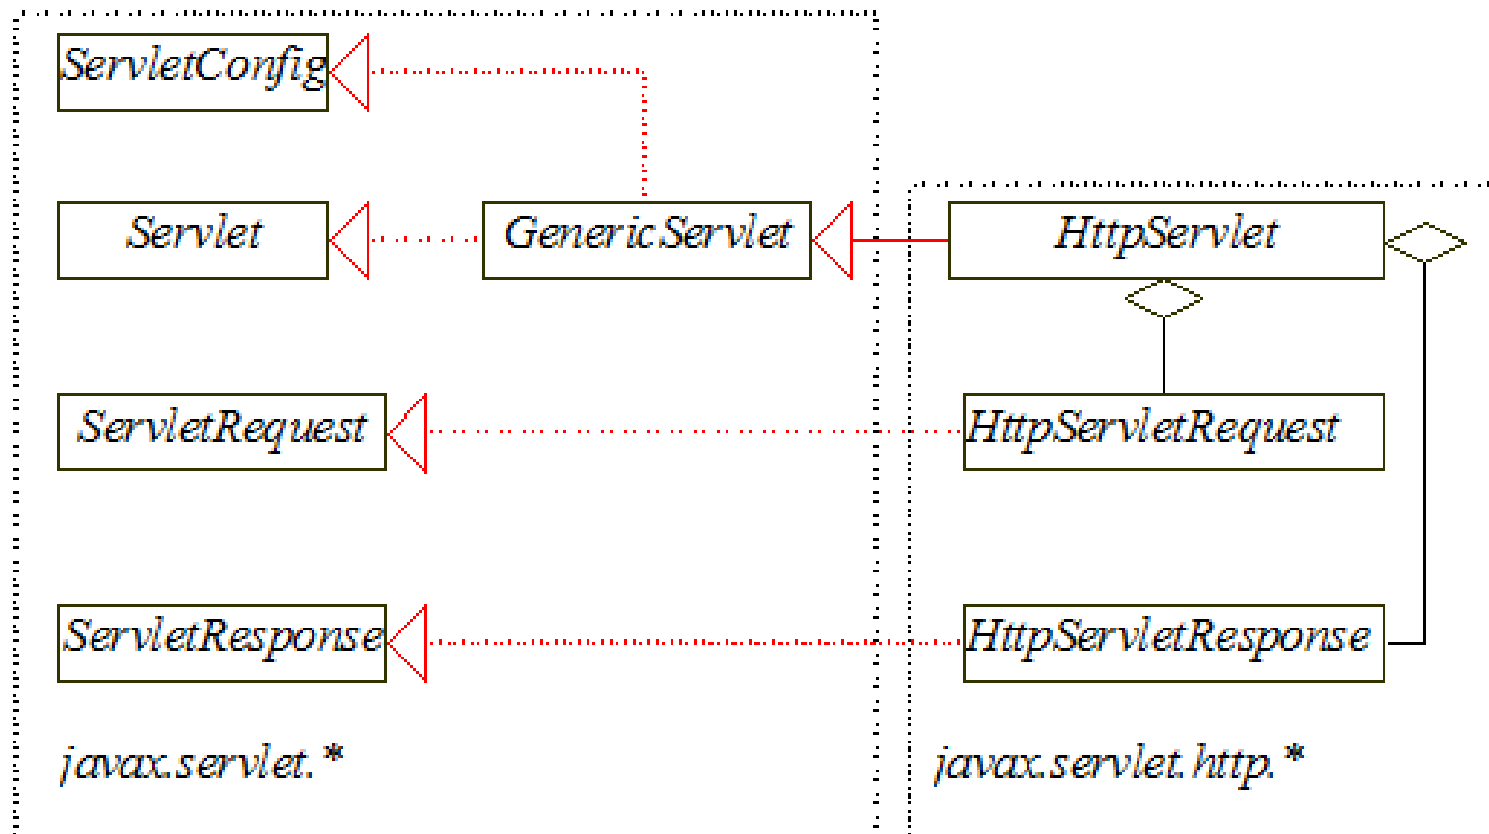 ServletConfig
Servlet
GenericServlet
HttpServlet
ServletRequest
HttpServletRequest
ServletResponse
HttpServletResponse
javax.servlet.*
javax.servlet.http.*